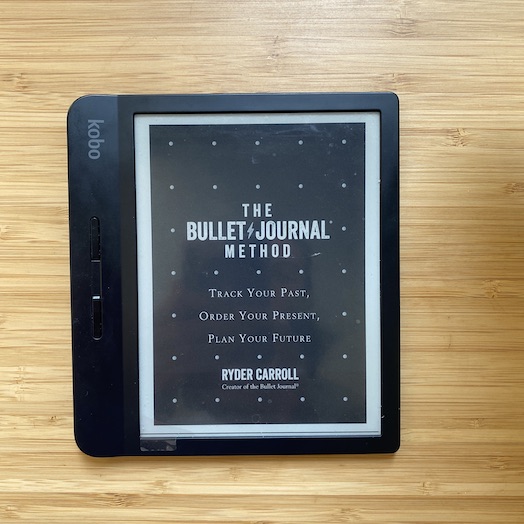 kobo
THE
BULLET JOURNAL®
METHOD
TRACK YOUR PAST,
ORDER YOUR PRESENT,
PLAN YOUR FUTURE
RYDER CARROLL
Creator of the Bullet Journal®